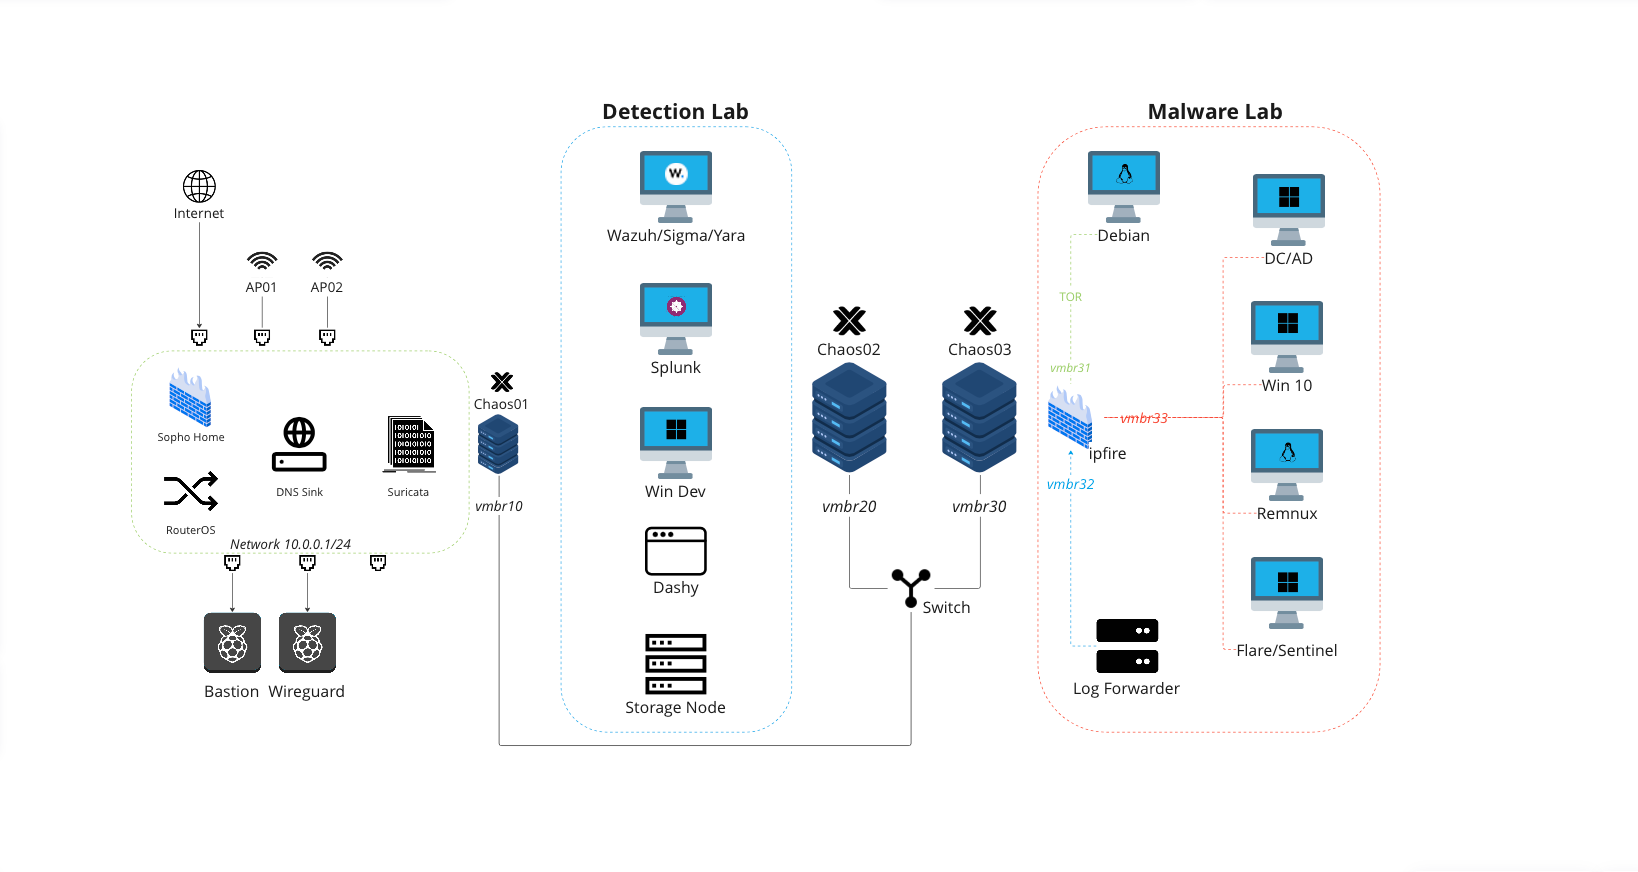 Detection Lab
Malware Lab
Internet
AP01
AP02
Sopho Home
DNS Sink
Suricata
RouterOS
Network 10.0.0.1/24
Bastion
Wireguard
Chaos01
vmbr10
W.
Wazuh/Sigma/Yara
Splunk
Win Dev
Dashy
Storage Node
Chaos02
vmbr20
Chaos03
vmbr30
Switch
Debian
TOR
vmbr31
ipfire
vmbr33
vmbr32
Log Forwarder
DC/AD
Win 10
Remnux
Flare/Sentinel